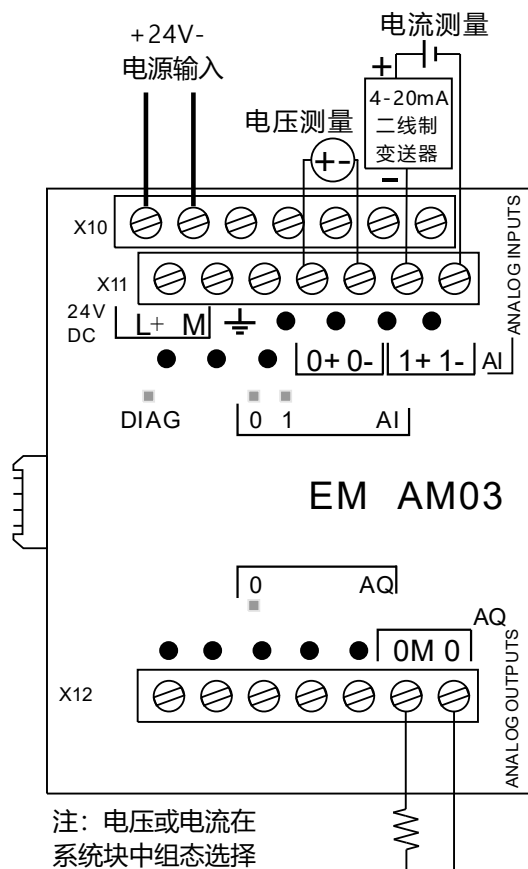 +24V-
电源输入
电流测量
+
4-20mA
二线制
变送器
-
电压测量
+-
X10
X11
ANALOG INPUTS
24V
DC
L+ M
0+ 0- 1+ 1- AI
DIAG
0 1 AI
EM AM03
0 AQ
AQ
0M 0
X12
ANALOG OUTPUTS
注：电压或电流在
系统块中组态选择